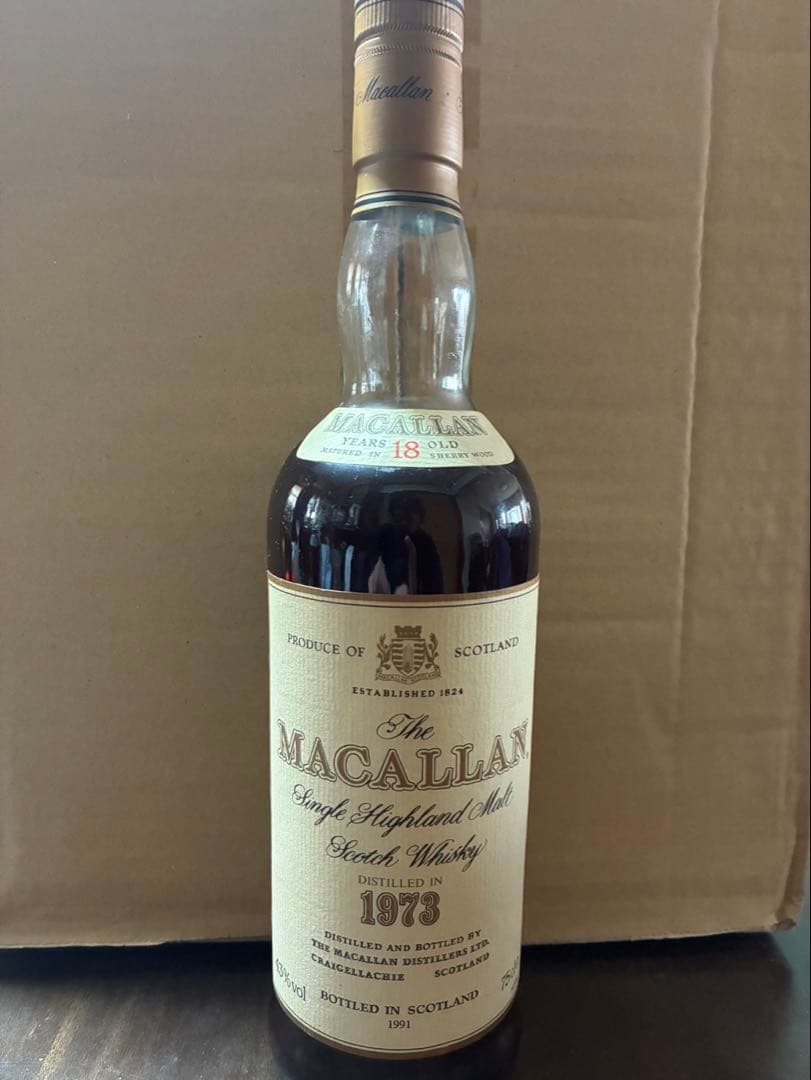 Macallan
MACALLAN
YEARS 18 OLD
MATURED IN SHERRY WOOD
PRODUCE OF SCOTLAND
ESTABLISHED 1824
The
MACALLAN
Single Highland Malt
Scotch Whisky
DISTILLED IN
1973
DISTILLED AND BOTTLED BY
THE MACALLAN DISTILLERS LTD.
CRAIGELLACHIE SCOTLAND
43%vol
BOTTLED IN SCOTLAND
1991